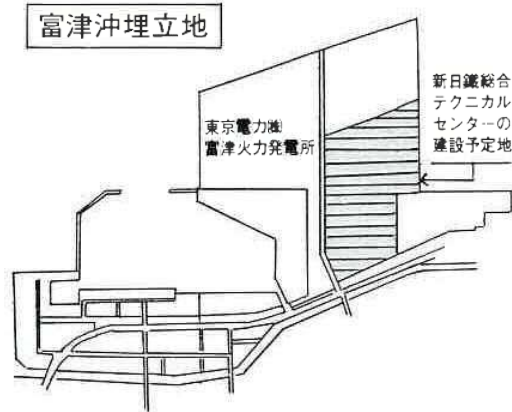 富津沖埋立地
東京電力㈱
富津火力発電所
新日鐵総合
テクニカル
センターの
建設予定地